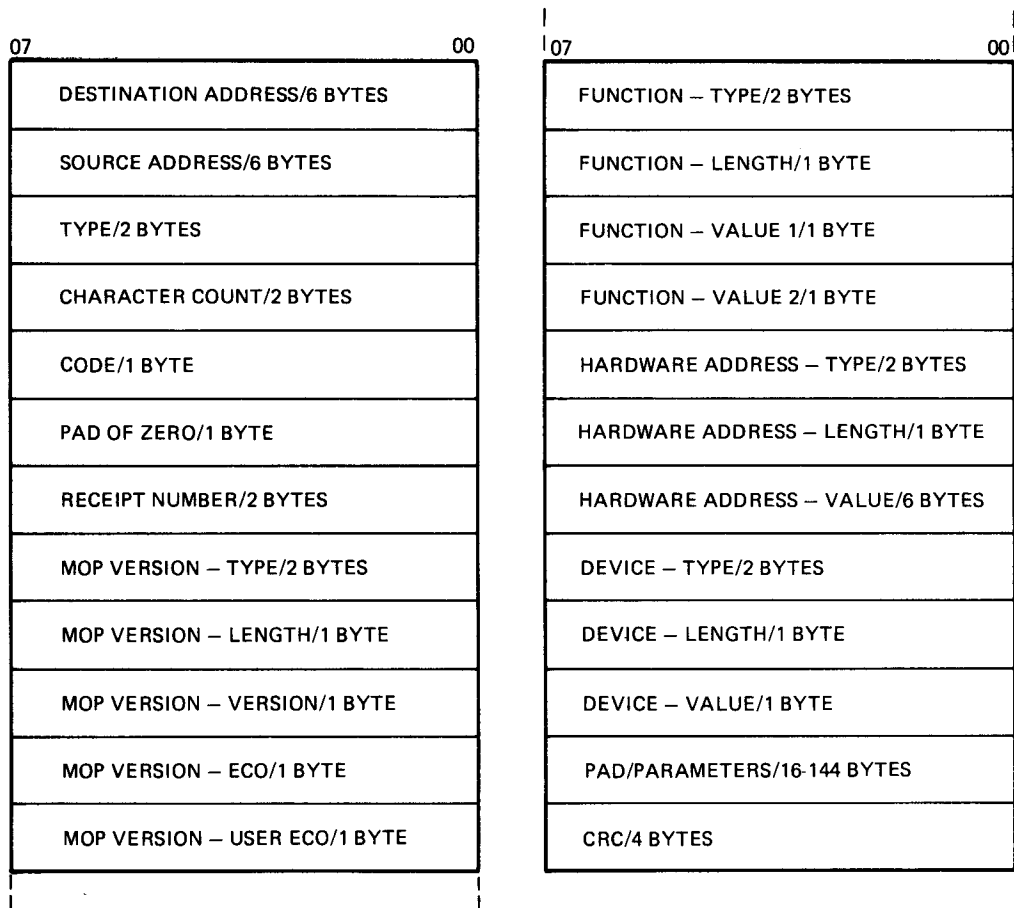 07 00
DESTINATION ADDRESS/6 BYTES
SOURCE ADDRESS/6 BYTES
TYPE/2 BYTES
CHARACTER COUNT/2 BYTES
CODE/1 BYTE
PAD OF ZERO/1 BYTE
RECEIPT NUMBER/2 BYTES
MOP VERSION – TYPE/2 BYTES
MOP VERSION – LENGTH/1 BYTE
MOP VERSION – VERSION/1 BYTE
MOP VERSION – ECO/1 BYTE
MOP VERSION – USER ECO/1 BYTE
07 00
FUNCTION – TYPE/2 BYTES
FUNCTION – LENGTH/1 BYTE
FUNCTION – VALUE 1/1 BYTE
FUNCTION – VALUE 2/1 BYTE
HARDWARE ADDRESS – TYPE/2 BYTES
HARDWARE ADDRESS – LENGTH/1 BYTE
HARDWARE ADDRESS – VALUE/6 BYTES
DEVICE – TYPE/2 BYTES
DEVICE – LENGTH/1 BYTE
DEVICE – VALUE/1 BYTE
PAD/PARAMETERS/16-144 BYTES
CRC/4 BYTES